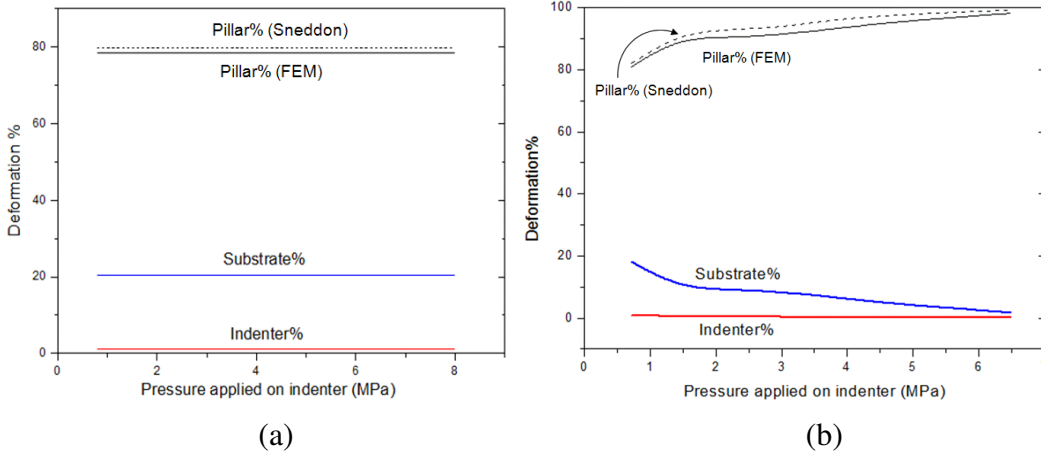 80
60
40
20
0
Deformation %
Pillar% (Sneddon)
Pillar% (FEM)
Substrate%
Indenter%
0 2 4 6 8
Pressure applied on indenter (MPa)
(a)
100
80
60
40
20
0
Deformation%
Pillar% (FEM)
Pillar% (Sneddon)
Substrate%
Indenter%
0 1 2 3 4 5 6
Pressure applied on indenter (MPa)
(b)